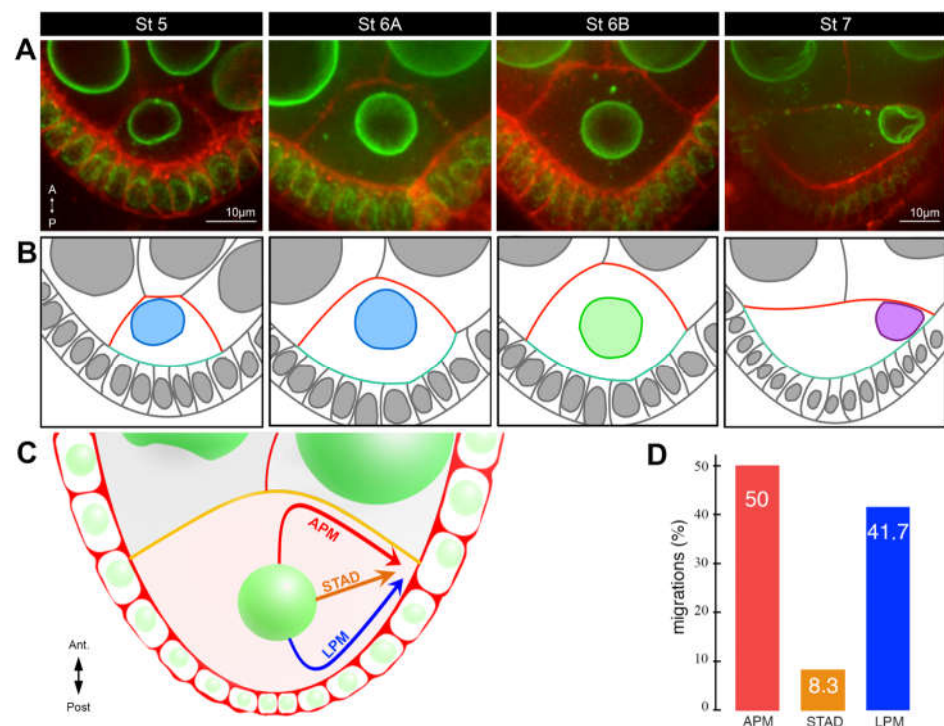 St 5 St 6A St 6B St 7
A
A
P
10µm 10µm
B
C D
APM
STAD
LPM
Ant.
Post
migrations (%)
50
40
30
20
10
0
50
8.3
41.7
APM STAD LPM